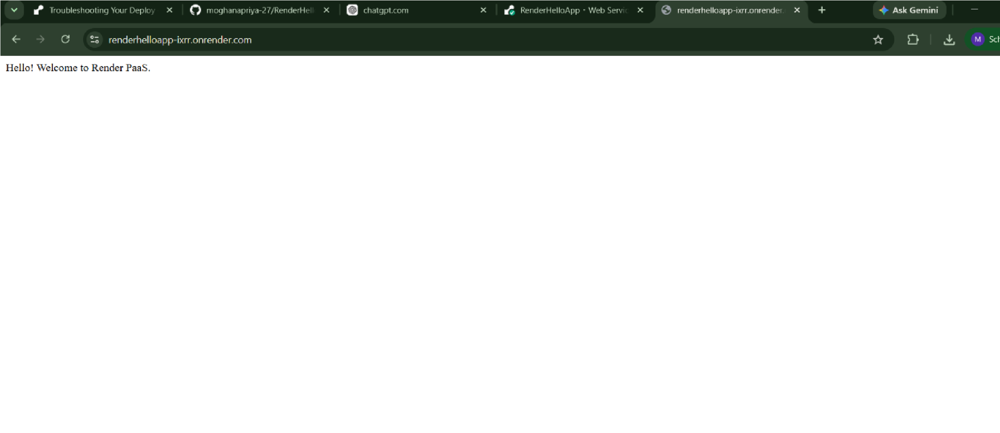 Troubleshooting Your Deploy
moghanapriya-27/RenderHell
chatgpt.com
RenderHelloApp · Web Servic
renderhelloapp-ixrr.onrender.
Ask Gemini
renderhelloapp-ixrr.onrender.com
M
Sch
Hello! Welcome to Render PaaS.